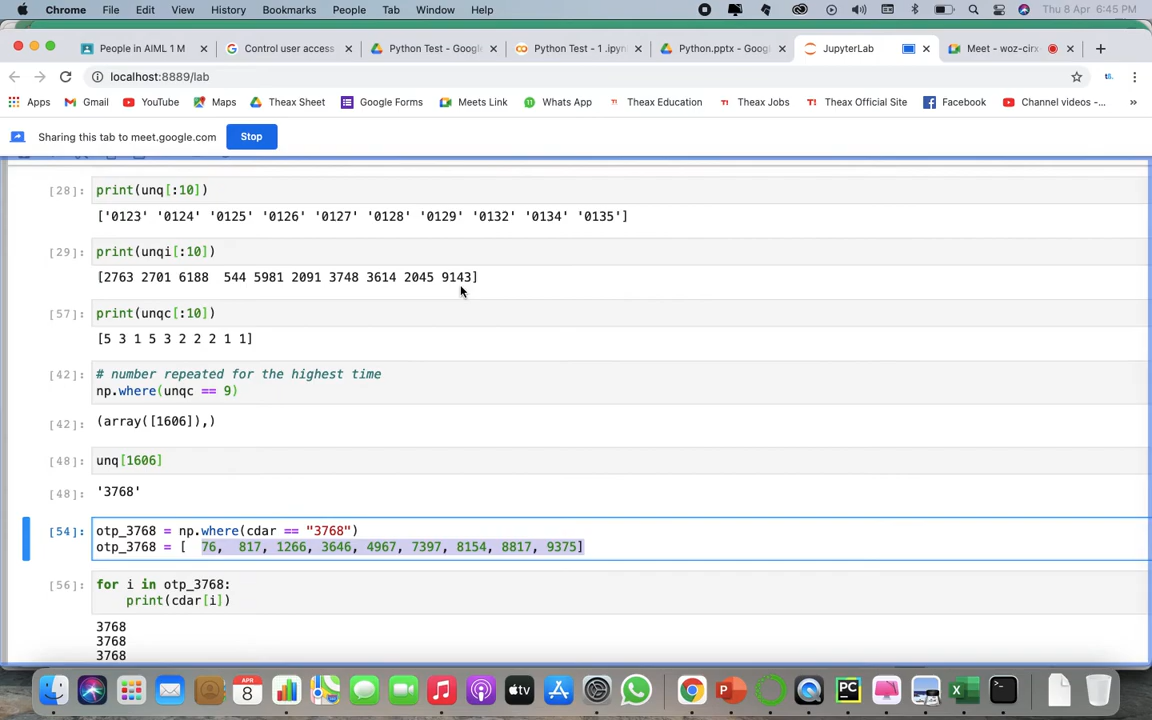 Chrome File Edit View History Bookmarks People Tab Window Help Thu 8 Apr 6:45 PM
People in AIML 1 M Control user access Python Test - Google Python Test - 1 .ipyn Python.pptx - Google JupyterLab Meet - woz-cirx
localhost:8889/lab
Apps Gmail YouTube Maps Theax Sheet Google Forms Meets Link Whats App Theax Education Theax Jobs Theax Official Site Facebook Channel videos -...
Sharing this tab to meet.google.com Stop
[28]: print(unq[:10])
['0123' '0124' '0125' '0126' '0127' '0128' '0129' '0132' '0134' '0135']
[29]: print(unqi[:10])
[2763 2701 6188  544 5981 2091 3748 3614 2045 9143]
[57]: print(unqc[:10])
[5 3 1 5 3 2 2 2 1 1]
[42]: # number repeated for the highest time
np.where(unqc == 9)
[42]: (array([1606]),)
[48]: unq[1606]
[48]: '3768'
[54]: otp_3768 = np.where(cdar == "3768")
otp_3768 = [  76,  817, 1266, 3646, 4967, 7397, 8154, 8817, 9375]
[56]: for i in otp_3768:
print(cdar[i])
3768
3768
3768
APR
8
tv
P
PC
X